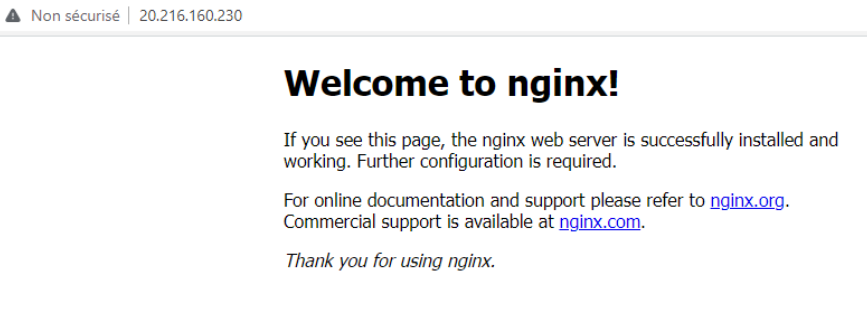 Non sécurisé | 20.216.160.230
Welcome to nginx!
If you see this page, the nginx web server is successfully installed and
working. Further configuration is required.
For online documentation and support please refer to nginx.org.
Commercial support is available at nginx.com.
Thank you for using nginx.